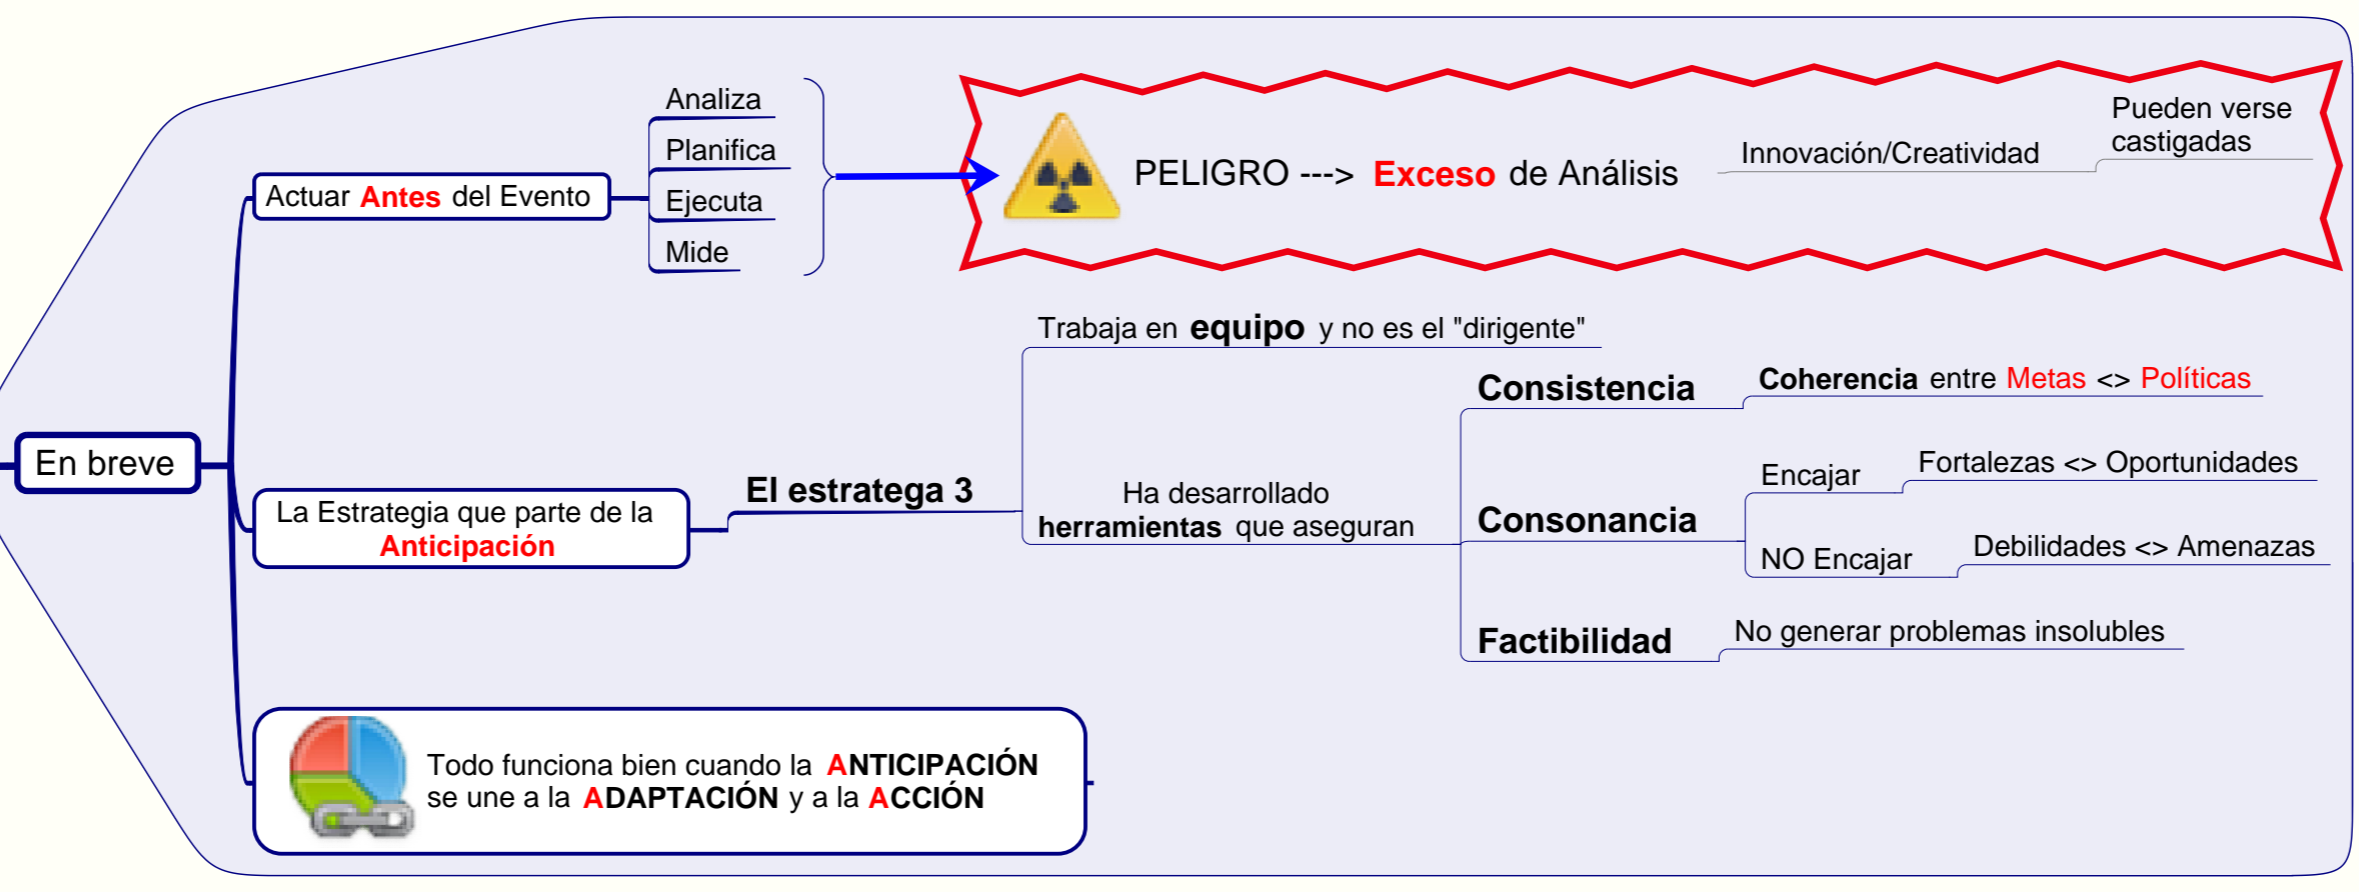 En breve
Actuar Antes del Evento
Analiza
Planifica
Ejecuta
Mide
PELIGRO ---> Exceso de Análisis
Innovación/Creatividad
Pueden verse
castigadas
La Estrategia que parte de la
Anticipación
El estratega 3
Trabaja en equipo y no es el "dirigente"
Ha desarrollado
herramientas que aseguran
Consistencia
Coherencia entre Metas <> Políticas
Consonancia
Encajar
Fortalezas <> Oportunidades
NO Encajar
Debilidades <> Amenazas
Factibilidad
No generar problemas insolubles
Todo funciona bien cuando la ANTICIPACIÓN
se une a la ADAPTACIÓN y a la ACCIÓN